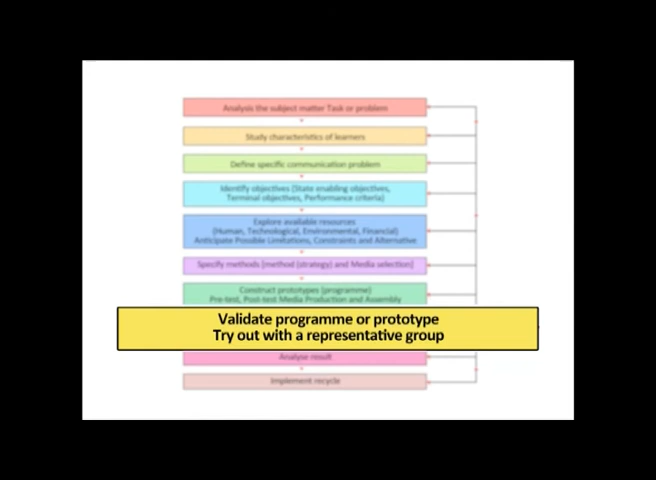 Analysis the subject matter Task or problem
Study characteristics of learners
Define specific communication problem
Identify objectives (State enabling objectives,
Terminal objectives, Performance criteria)
Explore available resources
(Human, Technological, Environmental, Financial)
Anticipate Possible Limitations, Constraints and Alternative
Specify methods [method (strategy) and Media selection]
Construct prototypes (programme)
Pre-test, Post-test Media Production and Assembly
Validate programme or prototype
Try out with a representative group
Analyse result
Implement recycle